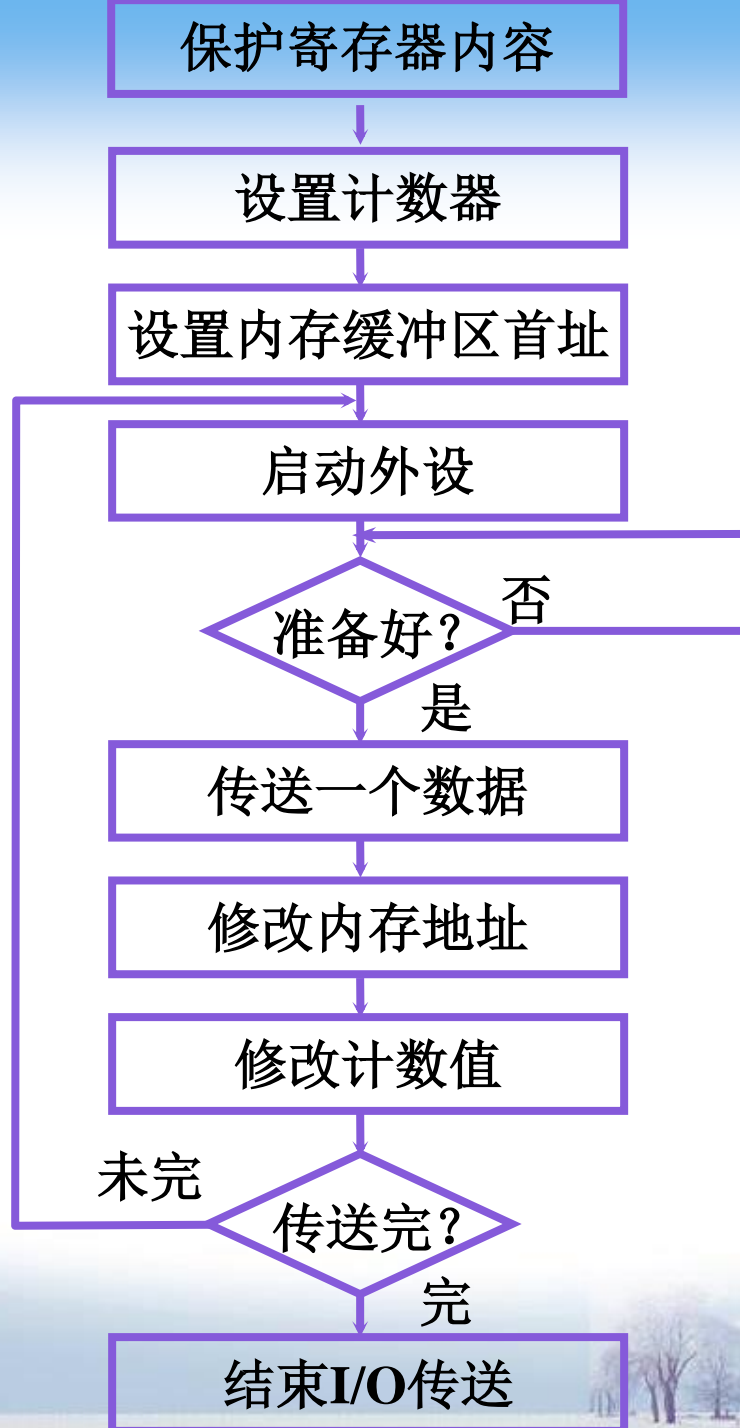 保护寄存器内容
设置计数器
设置内存缓冲区首址
启动外设
准备好?
否
是
传送一个数据
修改内存地址
修改计数值
未完
传送完?
完
结束I/O传送